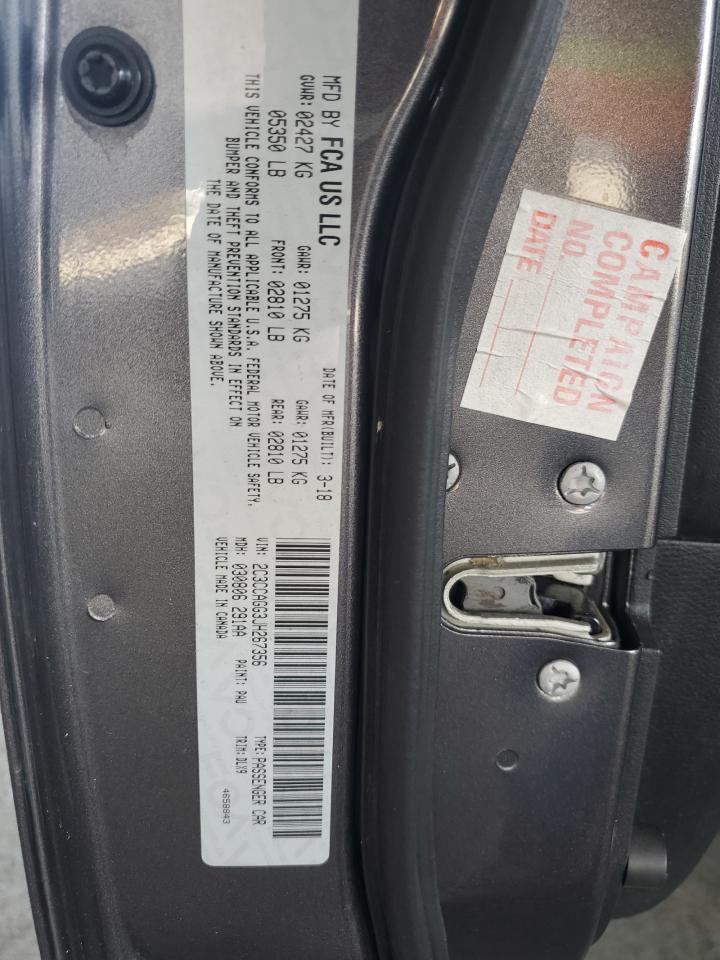 MFD BY FCA US LLC
DATE OF MFR(BUILT): 3-18
GVWR: 02427 KG GAWR: 01275 KG GAWR: 01275 KG
05350 LB FRONT: 02810 LB REAR: 02810 LB
THIS VEHICLE CONFORMS TO ALL APPLICABLE U.S.A. FEDERAL MOTOR VEHICLE SAFETY,
BUMPER AND THEFT PREVENTION STANDARDS IN EFFECT ON
THE DATE OF MANUFACTURE SHOWN ABOVE.
VIN: 2C3CCAGG3JH267356 TYPE: PASSENGER CAR
MDH: 030806 291AA PAINT: PAU TRIM: DLX9
VEHICLE MADE IN CANADA
4658843
CAMPAIGN
COMPLETED
NO.
DATE